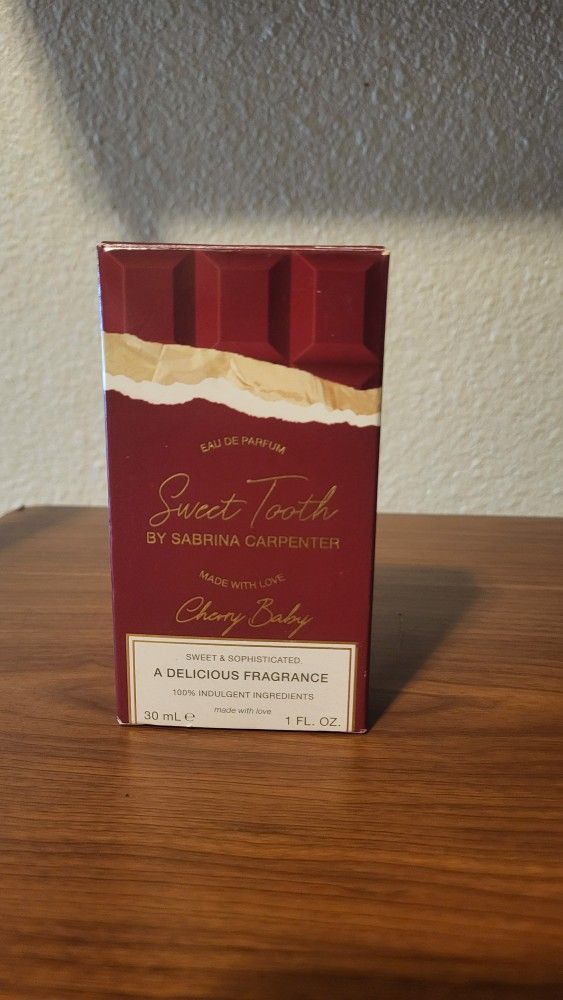 EAU DE PARFUM
Sweet Tooth
BY SABRINA CARPENTER
MADE WITH LOVE
Cherry Baby
SWEET & SOPHISTICATED
A DELICIOUS FRAGRANCE
100% INDULGENT INGREDIENTS
made with love
30 mL ℮ 1 FL. OZ.